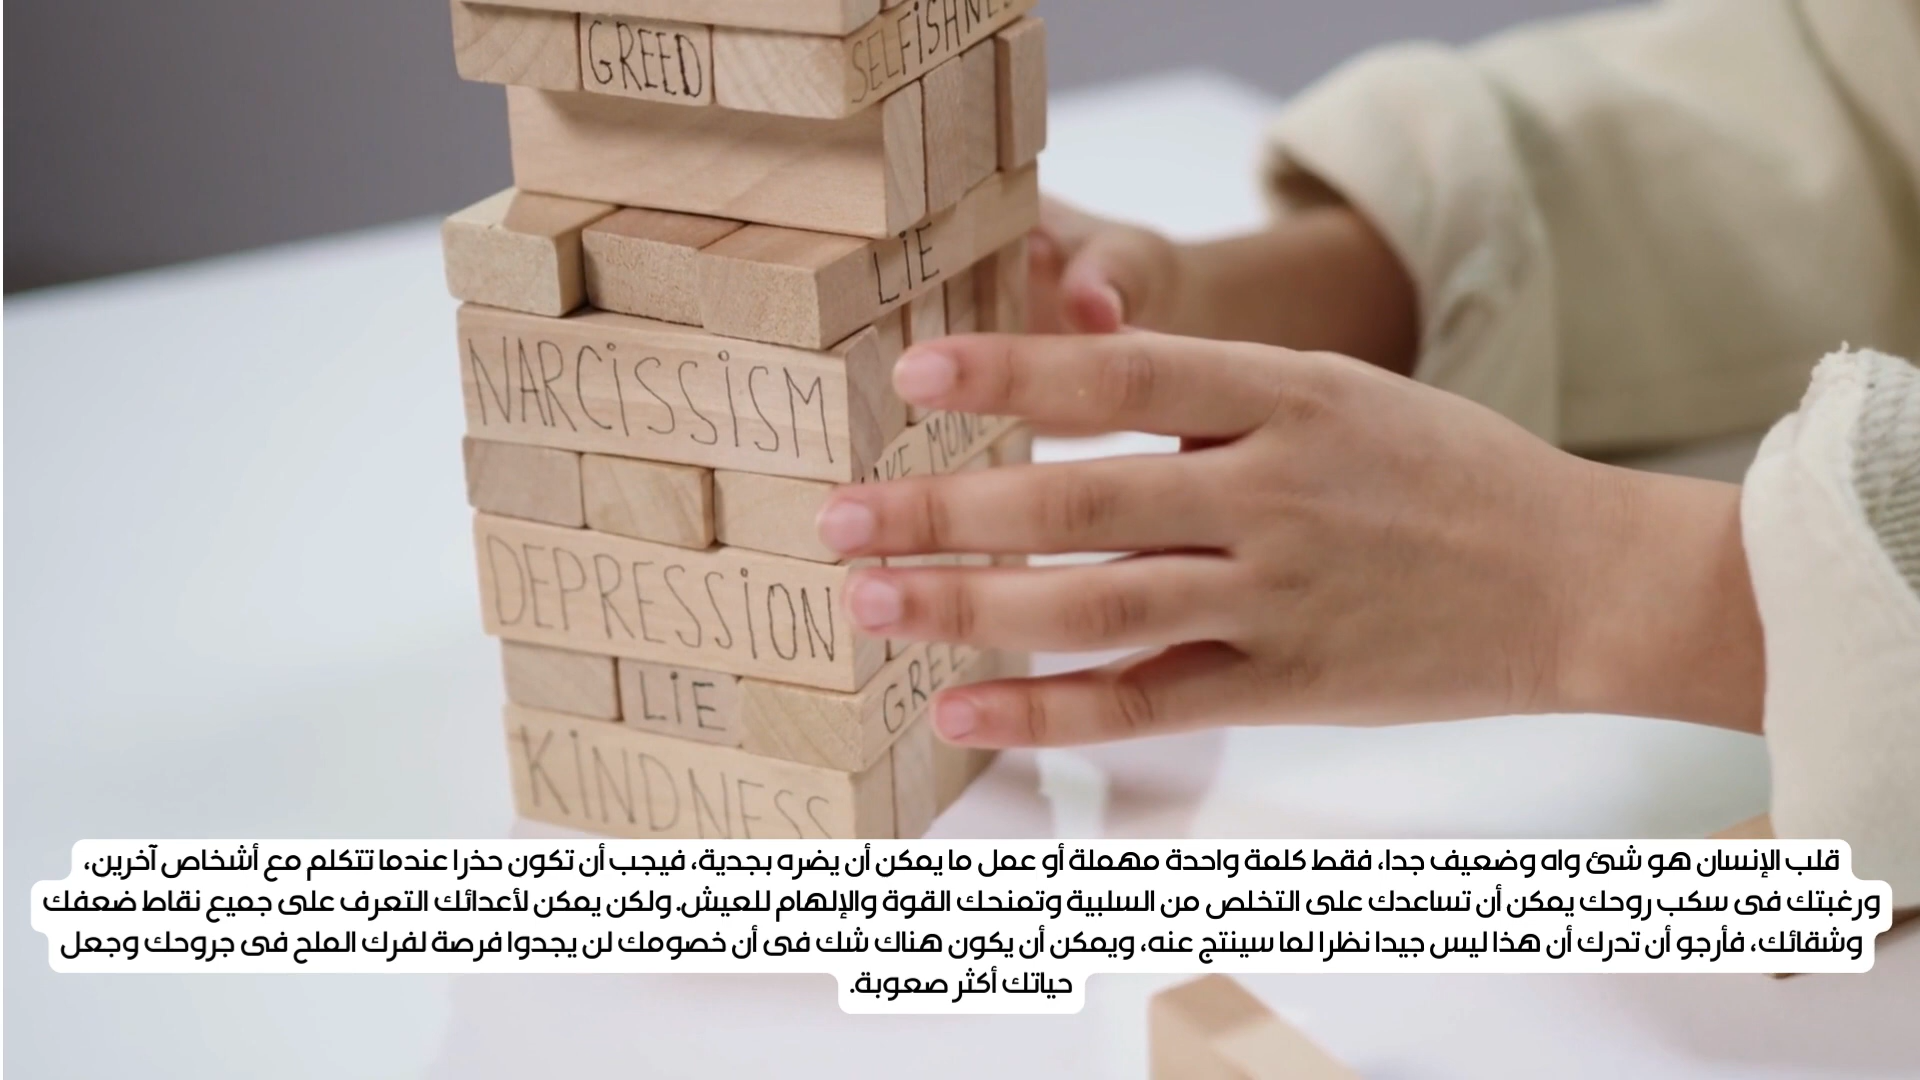 SELFISHNES
GREED
LIE
NARCISSISM
AKE MONE
DEPRESSION
LIE
GREE
KINDNESS
قلب الإنسان هو شئ واه وضعيف جدا، فقط كلمة واحدة مهملة أو عمل ما يمكن أن يضره بجدية، فيجب أن تكون حذرا عندما تتكلم مع أشخاص آخرين،
ورغبتك فى سكب روحك يمكن أن تساعدك على التخلص من السلبية وتمنحك القوة والإلهام للعيش. ولكن يمكن لأعدائك التعرف على جميع نقاط ضعفك
وشقائك، فأرجو أن تدرك أن هذا ليس جيدا نظرا لما سينتج عنه، ويمكن أن يكون هناك شك فى أن خصومك لن يجدوا فرصة لفرك الملح فى جروحك وجعل
حياتك أكثر صعوبة.